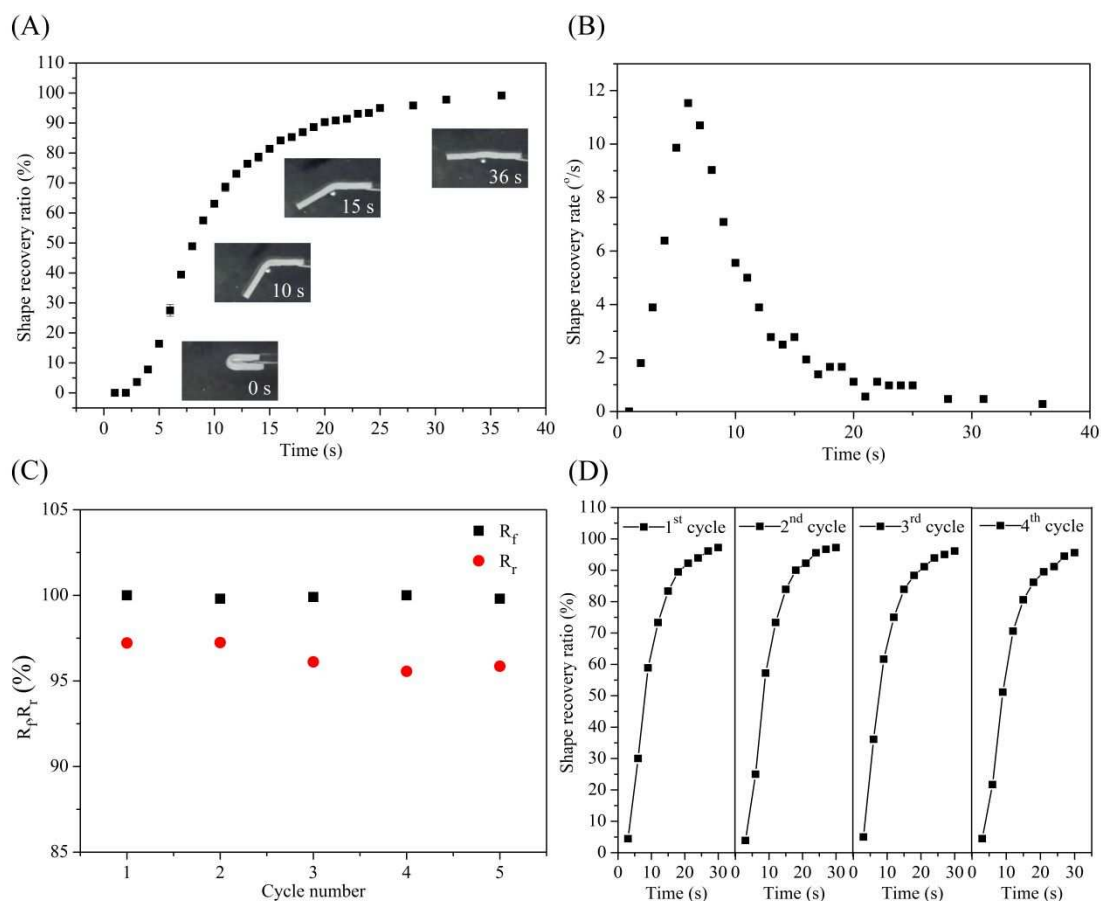 (A)
Shape recovery ratio (%)
110
100
90
80
70
60
50
40
30
20
10
0
36 s
15 s
10 s
0 s
0 5 10 15 20 25 30 35 40
Time (s)
(B)
Shape recovery rate (°/s)
12
10
8
6
4
2
0
0 10 20 30 40
Time (s)
(C)
R_f,R_r (%)
105
100
95
90
85
R_f
R_r
1 2 3 4 5
Cycle number
(D)
Shape recovery ratio (%)
110
100
90
80
70
60
50
40
30
20
10
0
1st cycle
2nd cycle
3rd cycle
4th cycle
0 10 20 30 0 10 20 30 0 10 20 30 0 10 20 30
Time (s) Time (s) Time (s) Time (s)